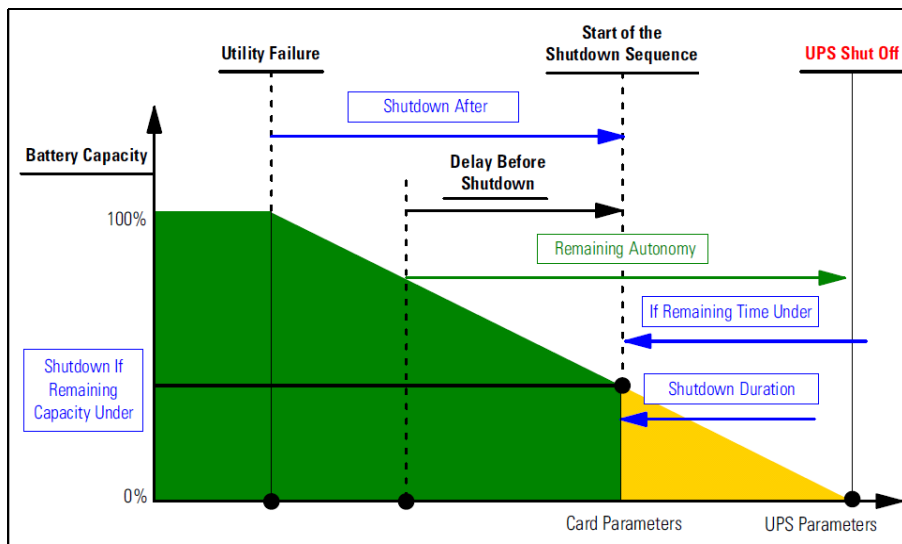 Utility Failure
Start of the
Shutdown Sequence
UPS Shut Off
Shutdown After
Battery Capacity
Delay Before
Shutdown
100%
Remaining Autonomy
If Remaining Time Under
Shutdown If
Remaining
Capacity Under
Shutdown Duration
0%
Card Parameters
UPS Parameters